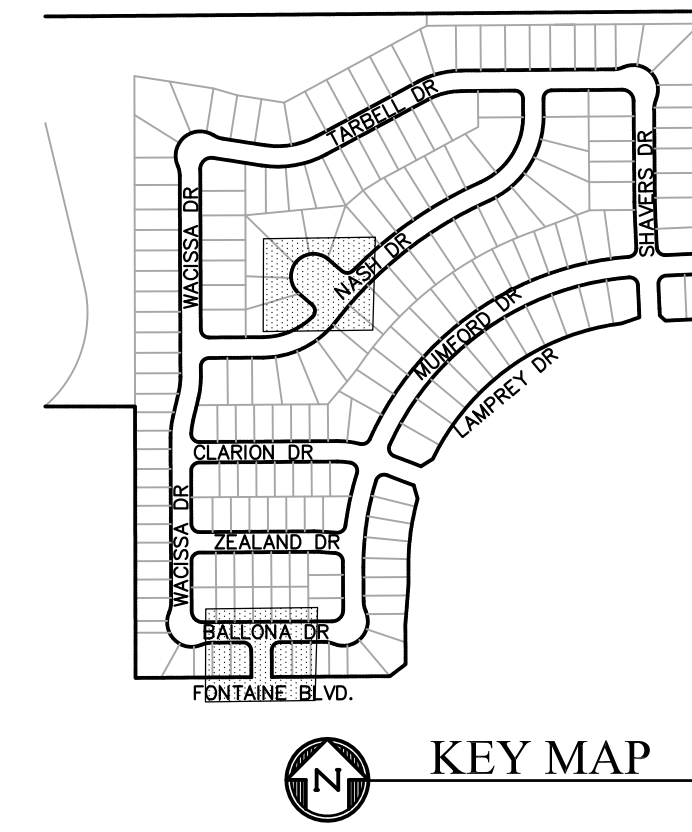 TARBELL DR
SHAVERS DR
WACISSA DR
NASH DR
MUMFORD DR
LAMPREY DR
CLARION DR
WACISSA DR
ZEALAND DR
BALLONA DR
FONTAINE BLVD.
N
KEY MAP